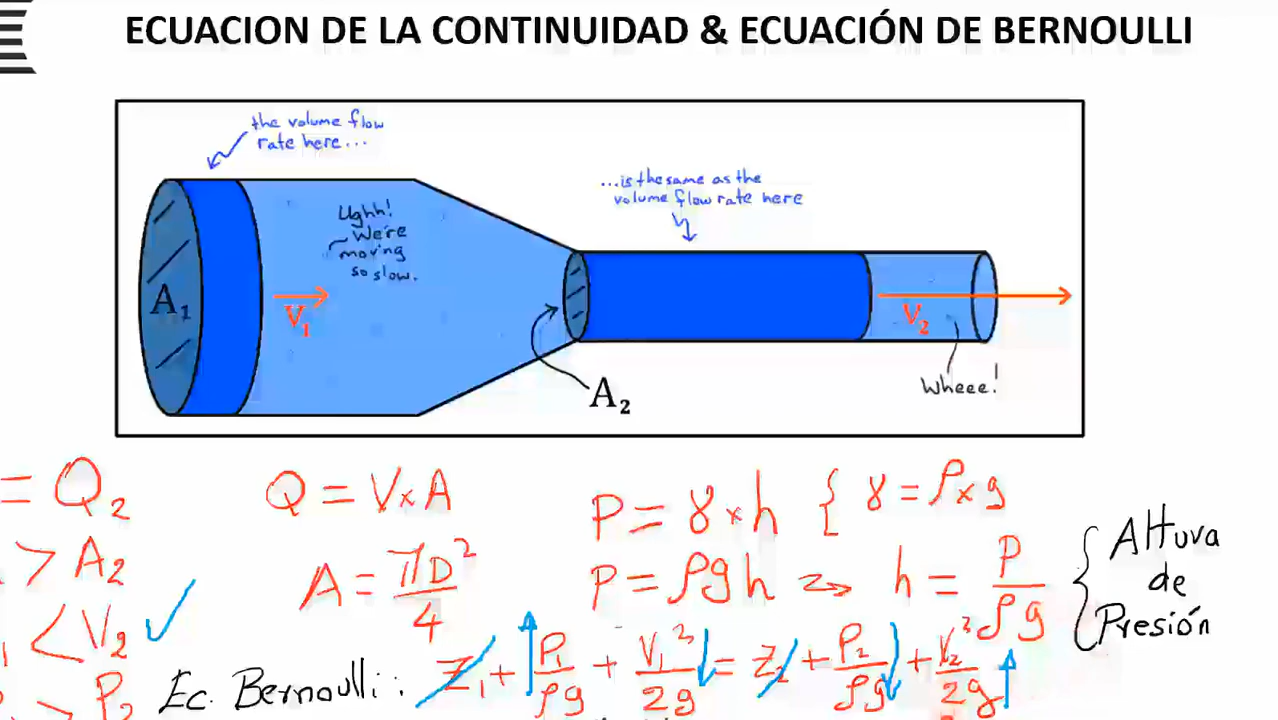 ECUACION DE LA CONTINUIDAD & ECUACIÓN DE BERNOULLI
the volume flow
rate here...
...is the same as the
volume flow rate here
Ughh!
We're
moving
so slow.
A₁
V₁
V₂
A₂
Wheee!
= Q₂
Q = V×A
P = γ×h { γ = ρ×g
> A₂
A = πD²/4
P = ρgh => h = P/ρg
{ Altura
de
Presión
< V₂ ✓
> P₂
Ec. Bernoulli: Z₁ + P₁/ρg + V₁²/2g = Z₂ + P₂/ρg + V₂²/2g